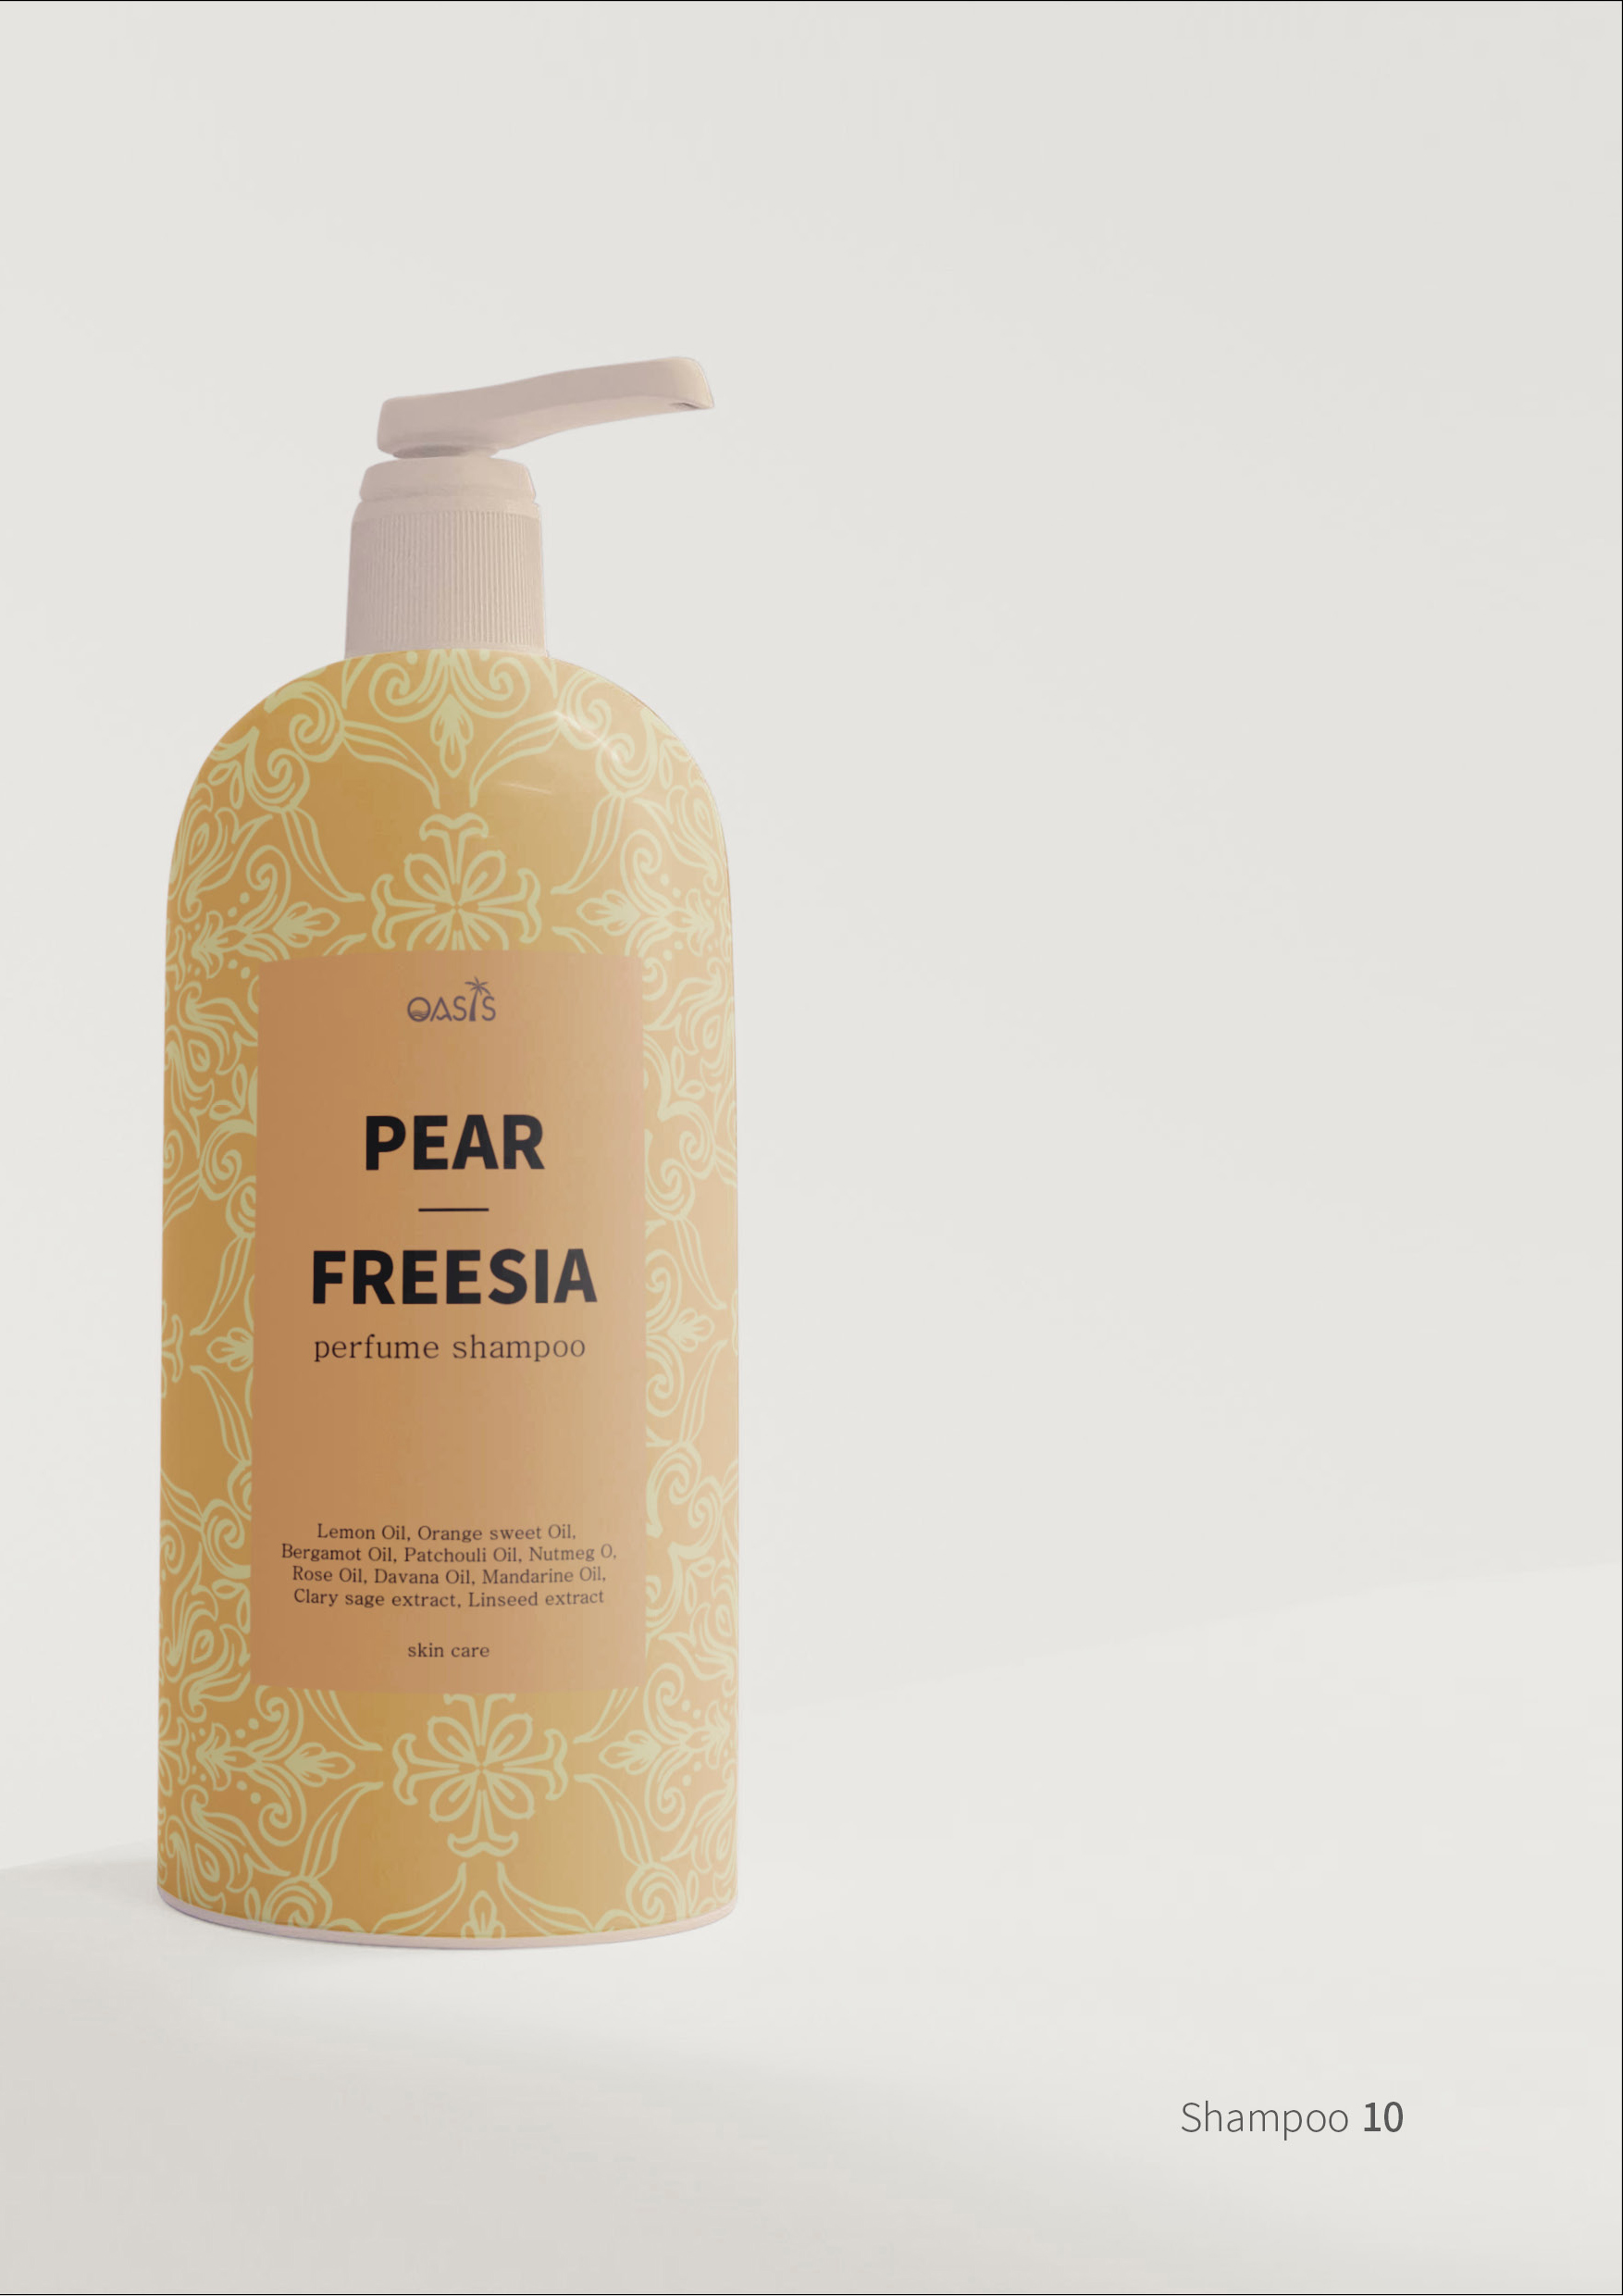 OASIS
PEAR
FREESIA
perfume shampoo
Lemon Oil, Orange sweet Oil,
Bergamot Oil, Patchouli Oil, Nutmeg O,
Rose Oil, Davana Oil, Mandarine Oil,
Clary sage extract, Linseed extract
skin care
Shampoo 10